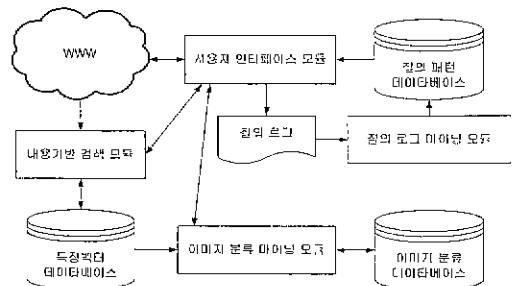 WWW
사용자 인터페이스 모듈
질의 패턴
데이타베이스
질의 로그
질의 로그 마이닝 모듈
내용기반 검색 모듈
특징벡터
데이타베이스
이미지 분류 마이닝 모듈
이미지 분류
데이타베이스